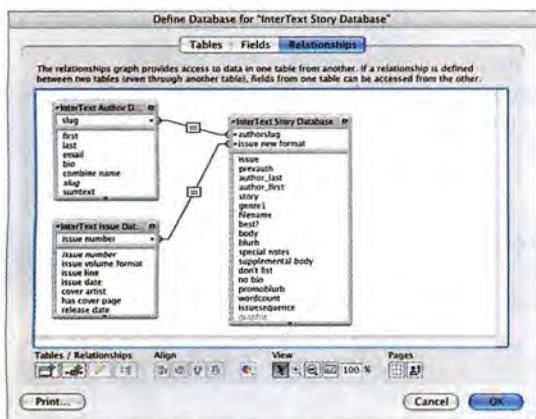 Define Database for "InterText Story Database"
Tables Fields Relationships
The relationships graph provides access to data in one table from another. If a relationship is defined
between two tables (even through another table), fields from one table can be accessed from the other.
InterText Author D...
slug
first
last
email
bio
combine name
slug
sumtext
InterText Issue Dat...
issue number
issue number
issue volume format
issue line
issue date
cover artist
has cover page
release date
InterText Story Database
authorslug
issue new format
issue
prevauth
author_last
author_first
story
genre1
filename
best?
body
blurb
special notes
supplemental body
don't list
no bio
promoblurb
wordcount
issuesequence
graphic
Tables / Relationships Align View Pages
100 %
Print... Cancel OK